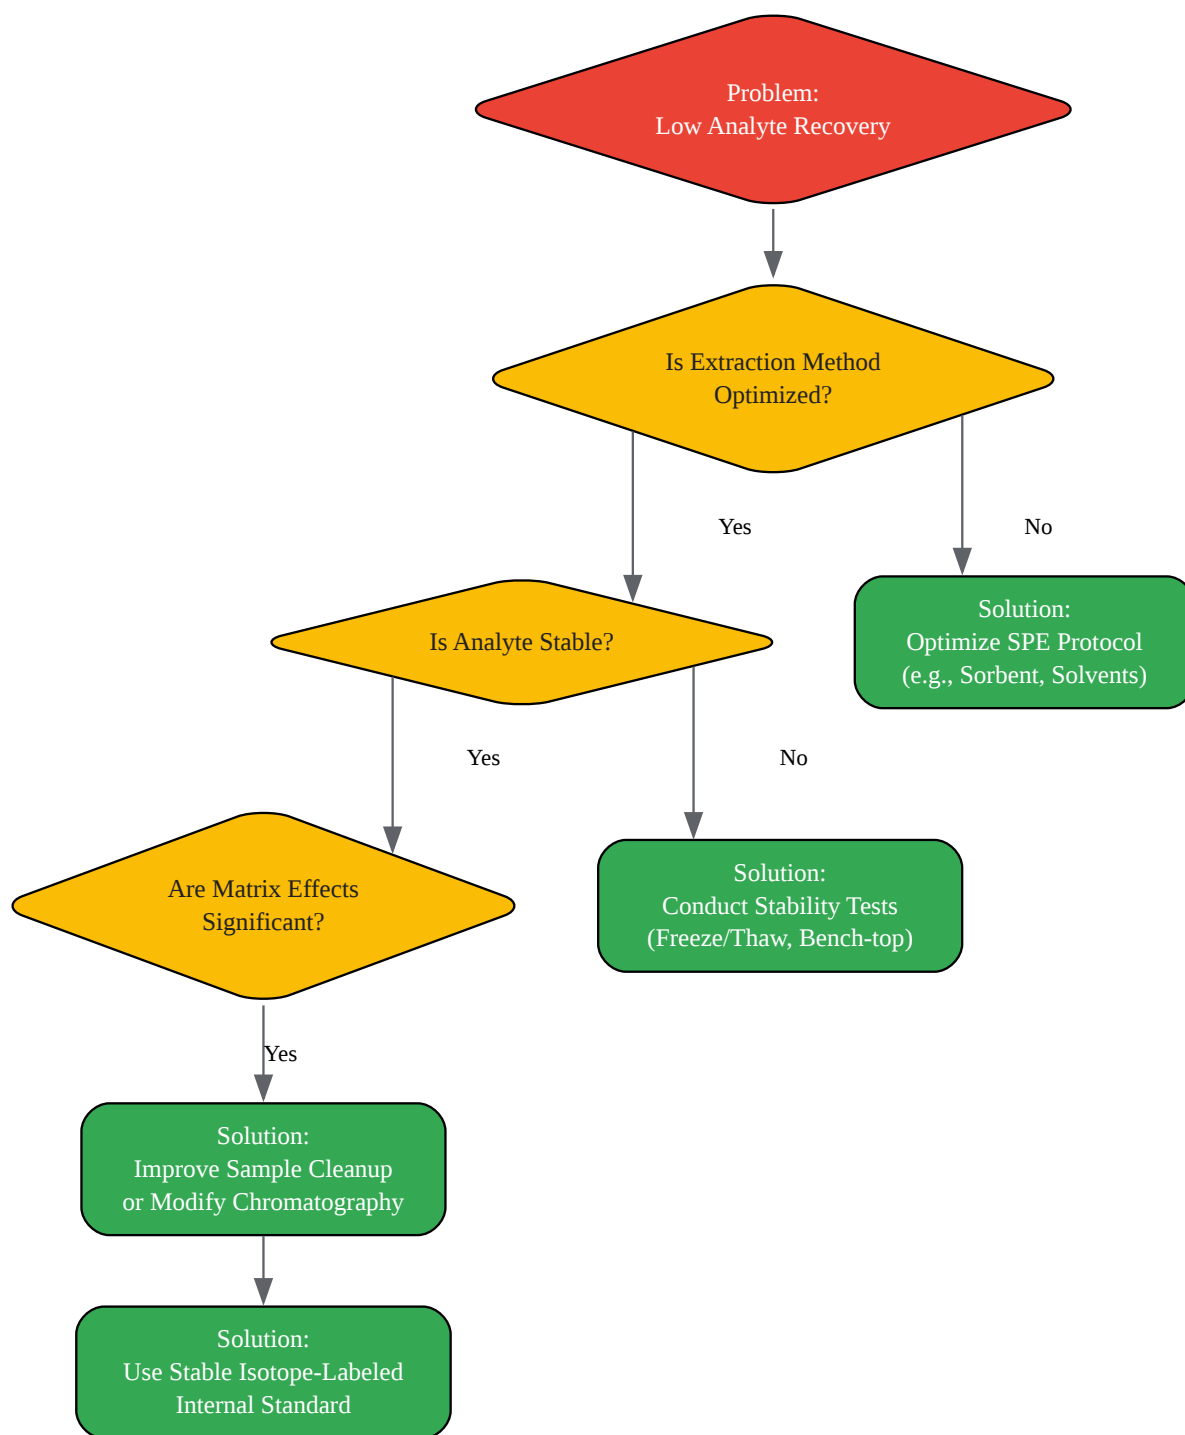 Problem:
Low Analyte Recovery
Is Extraction Method
Optimized?
Yes
No
Solution:
Optimize SPE Protocol
(e.g., Sorbent, Solvents)
Is Analyte Stable?
Yes
No
Solution:
Conduct Stability Tests
(Freeze/Thaw, Bench-top)
Are Matrix Effects
Significant?
Yes
Solution:
Improve Sample Cleanup
or Modify Chromatography
Solution:
Use Stable Isotope-Labeled
Internal Standard